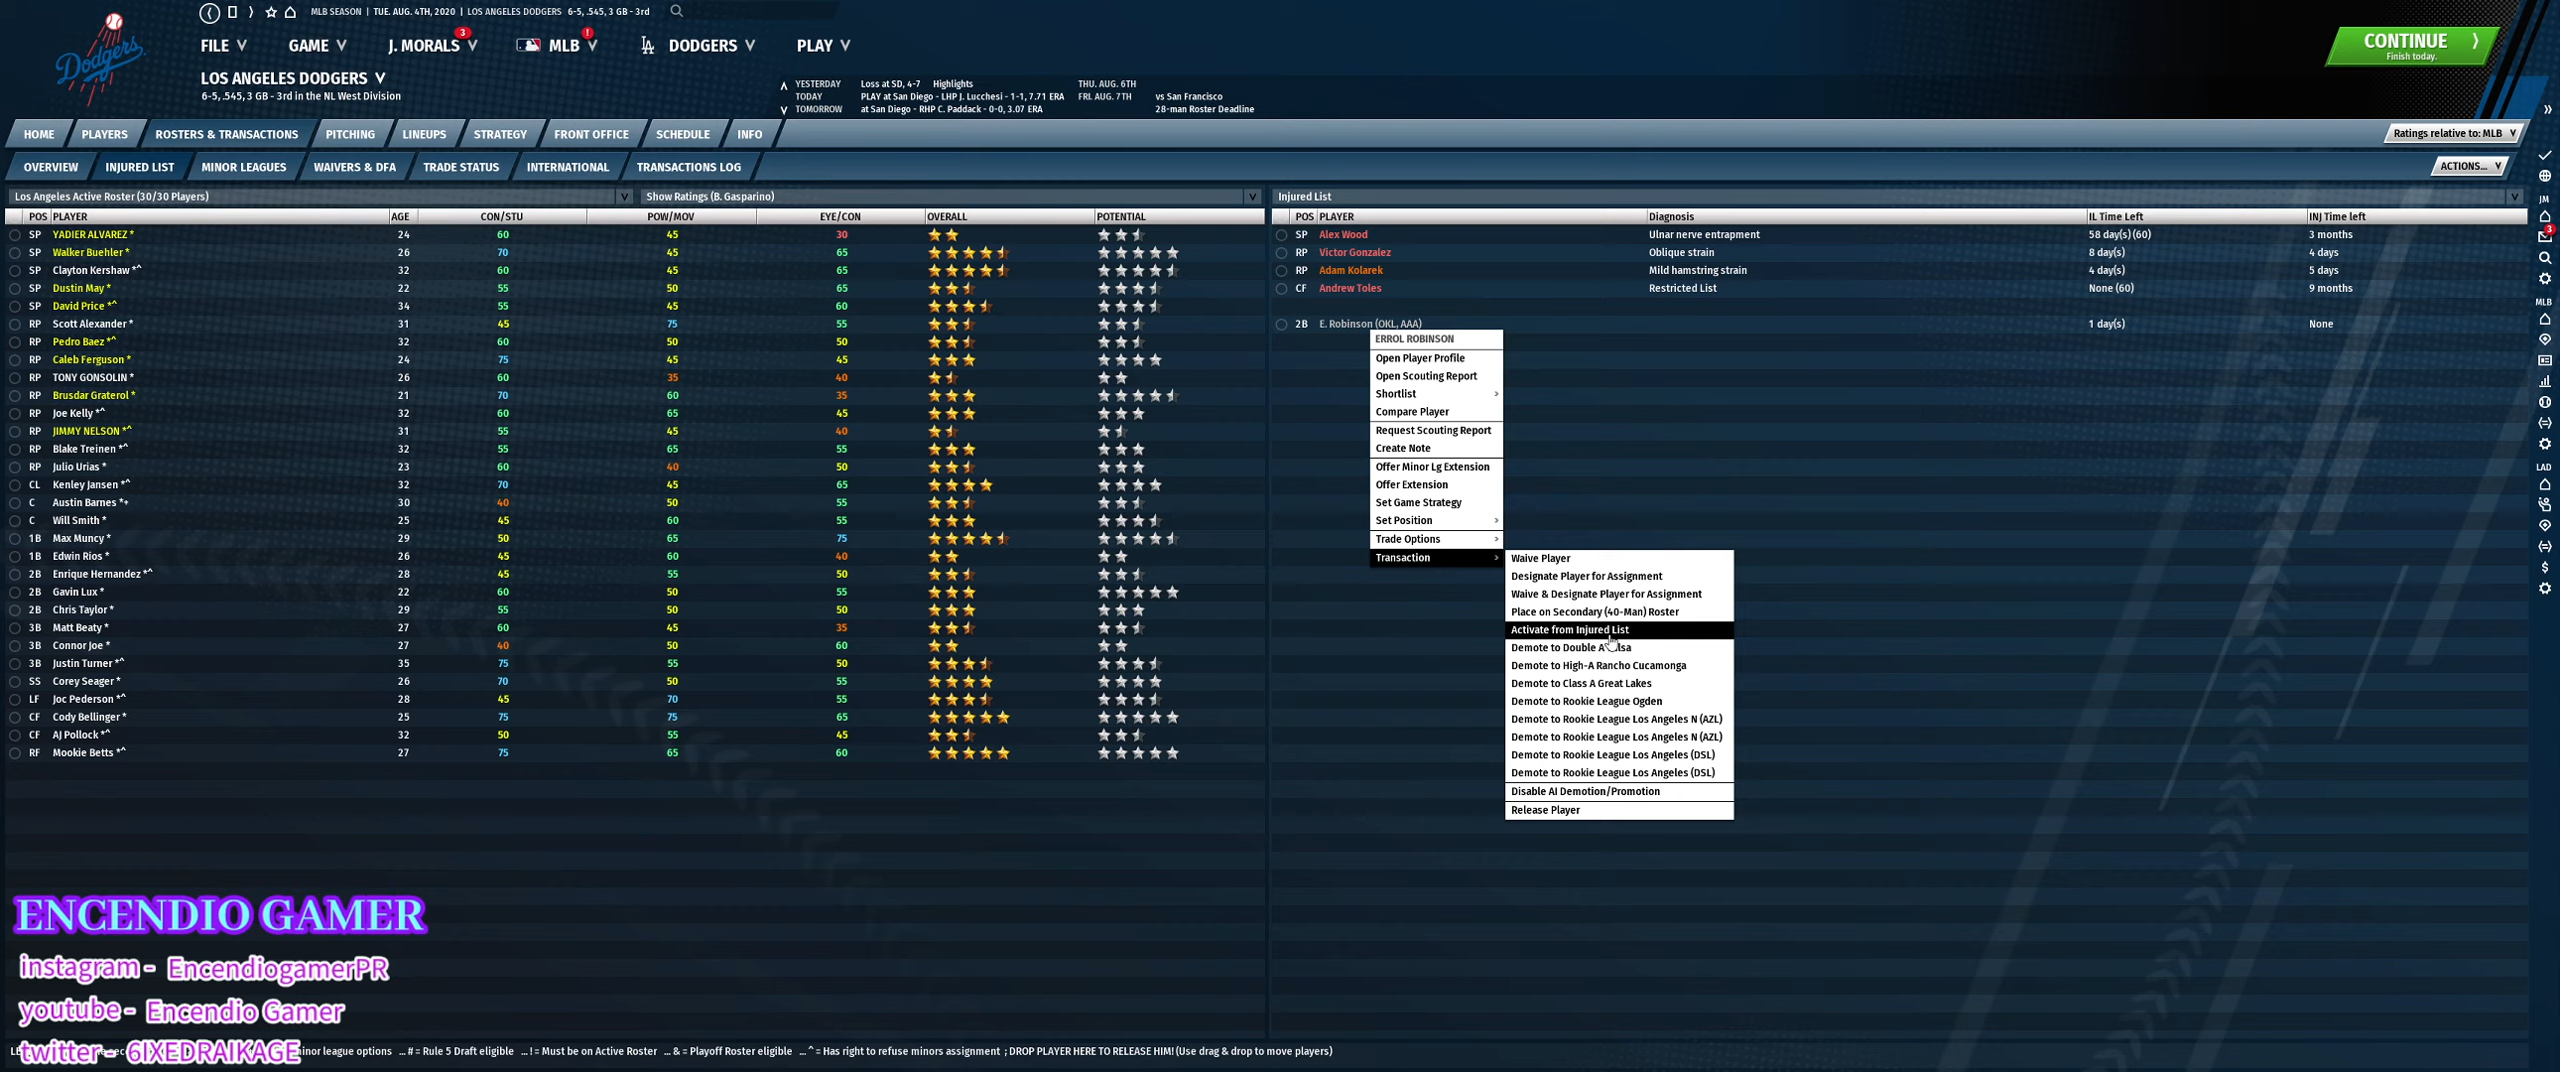 Dodgers
MLB SEASON | TUE. AUG. 4TH, 2020 | LOS ANGELES DODGERS 6-5, .545, 3 GB - 3rd
FILE GAME J. MORALS 3 MLB ! LA DODGERS PLAY
CONTINUE
Finish today.
LOS ANGELES DODGERS
6-5, .545, 3 GB - 3rd in the NL West Division
YESTERDAY Loss at SD, 4-7 Highlights THU. AUG. 6TH
TODAY PLAY at San Diego - LHP J. Lucchesi - 1-1, 7.71 ERA FRI. AUG. 7TH vs San Francisco
TOMORROW at San Diego - RHP C. Paddack - 0-0, 3.07 ERA 28-man Roster Deadline
HOME PLAYERS ROSTERS & TRANSACTIONS PITCHING LINEUPS STRATEGY FRONT OFFICE SCHEDULE INFO
Ratings relative to: MLB
OVERVIEW INJURED LIST MINOR LEAGUES WAIVERS & DFA TRADE STATUS INTERNATIONAL TRANSACTIONS LOG
ACTIONS...
Los Angeles Active Roster (30/30 Players) Show Ratings (B. Gasparino)
POS PLAYER AGE CON/STU POW/MOV EYE/CON OVERALL POTENTIAL
SP YADIER ALVAREZ * 24 60 45 30
SP Walker Buehler * 26 70 45 65
SP Clayton Kershaw *^ 32 60 45 65
SP Dustin May * 22 55 50 65
SP David Price *^ 34 55 45 60
RP Scott Alexander * 31 45 75 55
RP Pedro Baez *^ 32 60 50 50
RP Caleb Ferguson * 24 75 45 45
RP TONY GONSOLIN * 26 60 35 40
RP Brusdar Graterol * 21 70 60 35
RP Joe Kelly *^ 32 60 65 45
RP JIMMY NELSON *^ 31 55 45 40
RP Blake Treinen *^ 32 55 65 55
RP Julio Urias * 23 60 40 50
CL Kenley Jansen *^ 32 70 45 65
C Austin Barnes *+ 30 40 50 55
C Will Smith * 25 45 60 55
1B Max Muncy * 29 50 65 75
1B Edwin Rios * 26 45 60 40
2B Enrique Hernandez *^ 28 45 55 50
2B Gavin Lux * 22 60 50 55
2B Chris Taylor * 29 55 50 50
3B Matt Beaty * 27 60 45 35
3B Connor Joe * 27 40 50 60
3B Justin Turner *^ 35 75 55 50
SS Corey Seager * 26 70 50 55
LF Joc Pederson *^ 28 45 70 55
CF Cody Bellinger * 25 75 75 65
CF AJ Pollock *^ 32 50 55 45
RF Mookie Betts *^ 27 75 65 60
Injured List
POS PLAYER Diagnosis IL Time Left INJ Time left
SP Alex Wood Ulnar nerve entrapment 58 day(s) (60) 3 months
RP Victor Gonzalez Oblique strain 8 day(s) 4 days
RP Adam Kolarek Mild hamstring strain 4 day(s) 5 days
CF Andrew Toles Restricted List None (60) 9 months
2B E. Robinson (OKL, AAA) 1 day(s) None
ERROL ROBINSON
Open Player Profile
Open Scouting Report
Shortlist
Compare Player
Request Scouting Report
Create Note
Offer Minor Lg Extension
Offer Extension
Set Game Strategy
Set Position
Trade Options
Transaction
Waive Player
Designate Player for Assignment
Waive & Designate Player for Assignment
Place on Secondary (40-Man) Roster
Activate from Injured List
Demote to Double A
Demote to High-A Rancho Cucamonga
Demote to Class A Great Lakes
Demote to Rookie League Ogden
Demote to Rookie League Los Angeles N (AZL)
Demote to Rookie League Los Angeles N (AZL)
Demote to Rookie League Los Angeles (DSL)
Demote to Rookie League Los Angeles (DSL)
Disable AI Demotion/Promotion
Release Player
JM
3
MLB
LAD
ENCENDIO GAMER
instagram - EncendiogamerPR
youtube - Encendio Gamer
twitter - 6IXEDRAIKAGE
minor league options ... # = Rule 5 Draft eligible ... ! = Must be on Active Roster ... & = Playoff Roster eligible ... ^ = Has right to refuse minors assignment ; DROP PLAYER HERE TO RELEASE HIM! (Use drag & drop to move players)